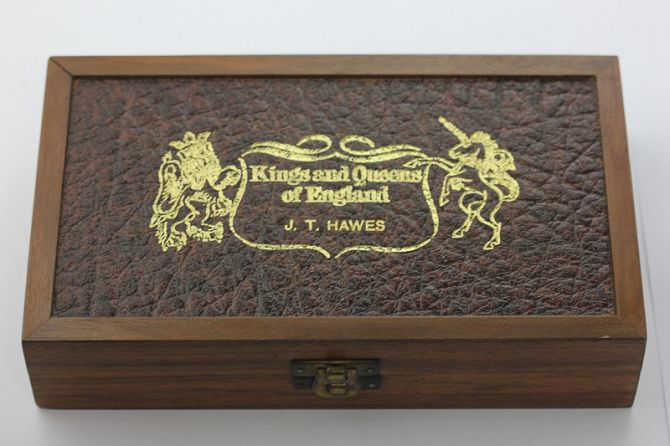 Kings and Queens
of England
J. T. HAWES